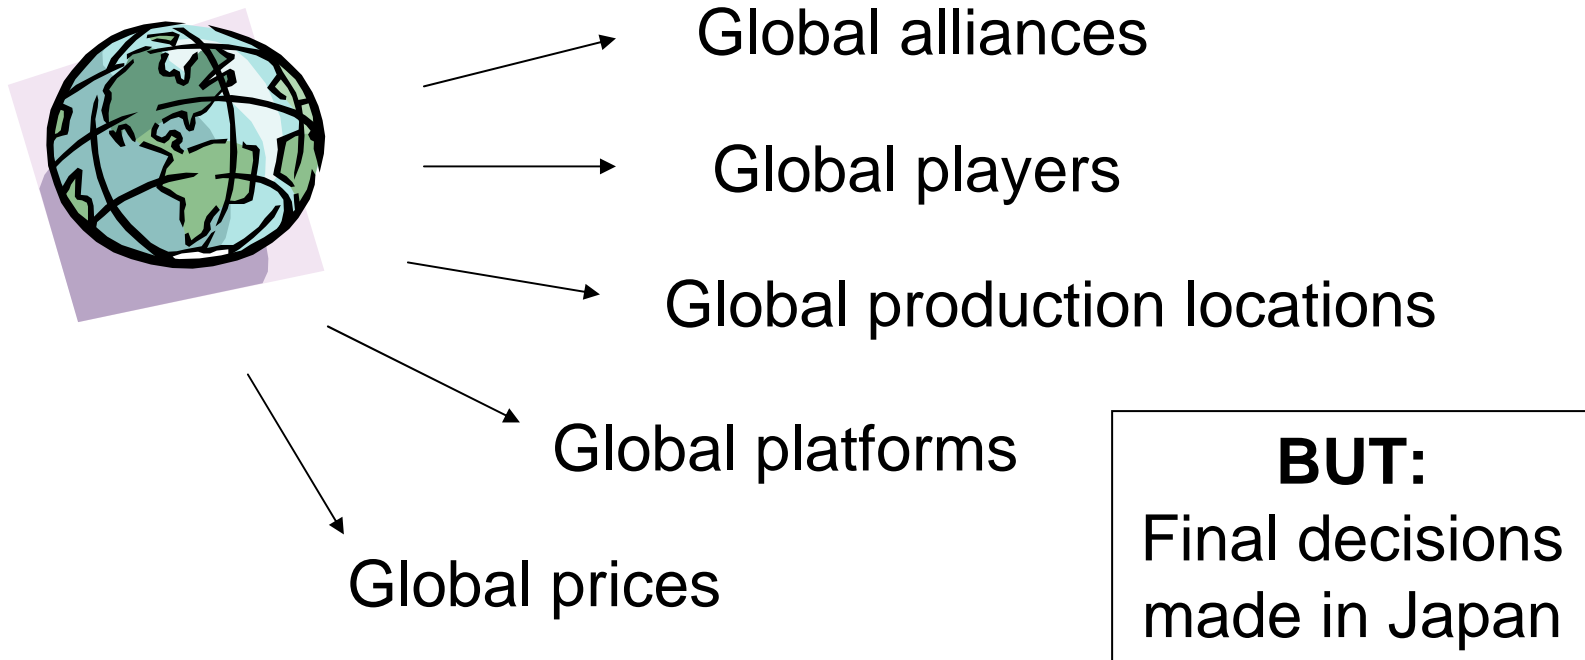 Global alliances
Global players
Global production locations
Global platforms
Global prices
BUT:
Final decisions
made in Japan